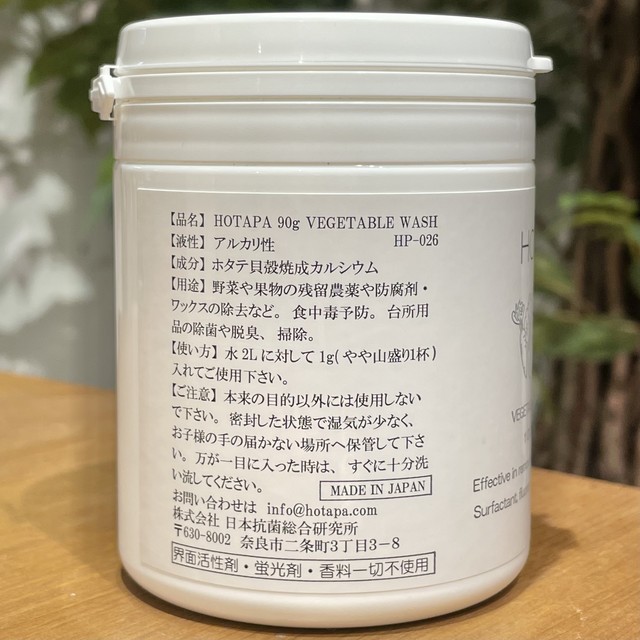 【品名】 HOTAPA 90g VEGETABLE WASH
【液性】 アルカリ性 HP-026
【成分】 ホタテ貝殻焼成カルシウム
【用途】 野菜や果物の残留農薬や防腐剤・
ワックスの除去など。食中毒予防。台所用
品の除菌や脱臭、掃除。
【使い方】 水2Lに対して1g(やや山盛り1杯)
入れてご使用下さい。
【ご注意】 本来の目的以外には使用しない
で下さい。密封した状態で湿気が少なく、
お子様の手の届かない場所へ保管して下さ
い。万が一目に入った時は、すぐに十分洗
い流してください。
MADE IN JAPAN
お問い合わせは info@hotapa.com
株式会社 日本抗菌総合研究所
〒630-8002 奈良市二条町3丁目3-8
界面活性剤・蛍光剤・香料一切不使用
Effective in
Surfactant,